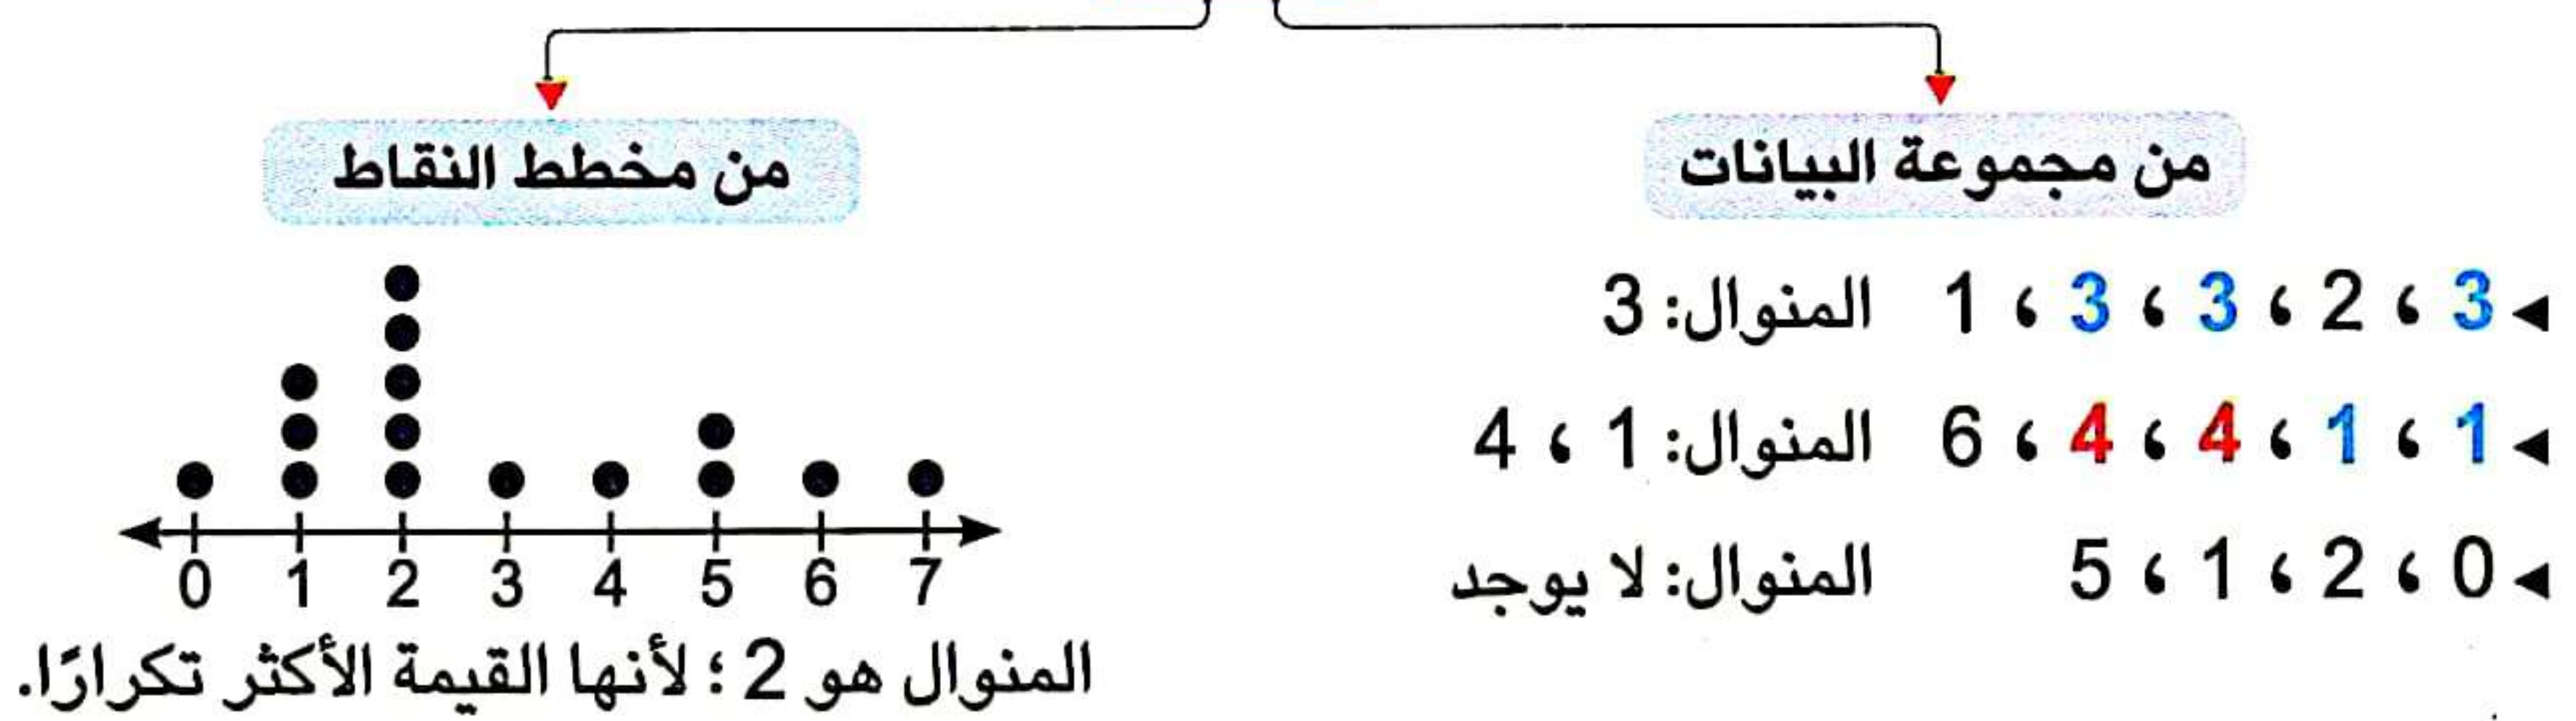 من مجموعة البيانات
3 ، 2 ، 3 ، 3 ، 1 المنوال: 3
1 ، 1 ، 4 ، 4 ، 6 المنوال: 1 ، 4
0 ، 2 ، 1 ، 5 المنوال: لا يوجد
من مخطط النقاط
0 1 2 3 4 5 6 7
المنوال هو 2 ؛ لأنها القيمة الأكثر تكرارًا.